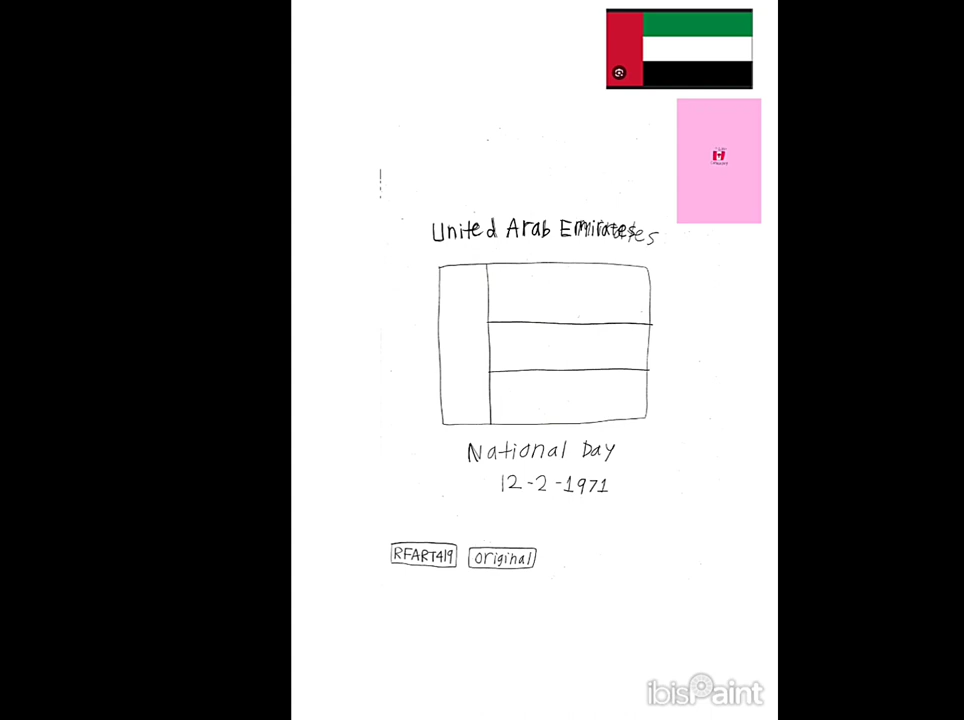 United Arab Emirates
National Day
12-2-1971
RFART419
original
ibisPaint